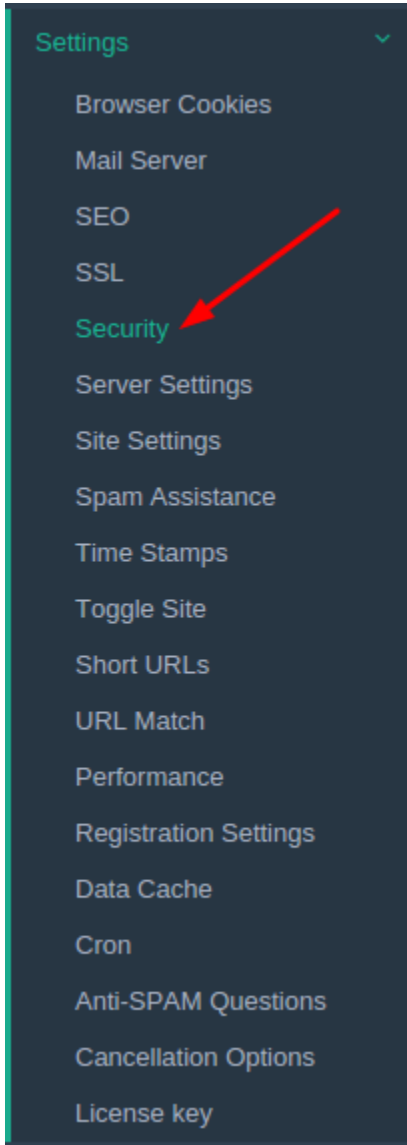 Settings
Browser Cookies
Mail Server
SEO
SSL
Security
Server Settings
Site Settings
Spam Assistance
Time Stamps
Toggle Site
Short URLs
URL Match
Performance
Registration Settings
Data Cache
Cron
Anti-SPAM Questions
Cancellation Options
License key